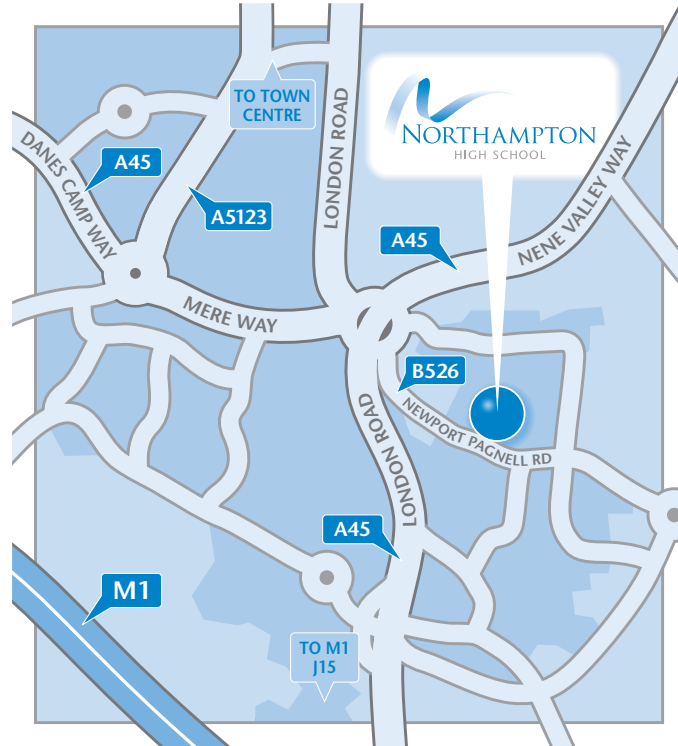 TO TOWN
CENTRE
LONDON ROAD
NORTHAMPTON
HIGH SCHOOL
DANES CAMP WAY
A45
A5123
A45
NENE VALLEY WAY
MERE WAY
B526
NEWPORT PAGNELL RD
LONDON ROAD
A45
M1
TO M1
J15